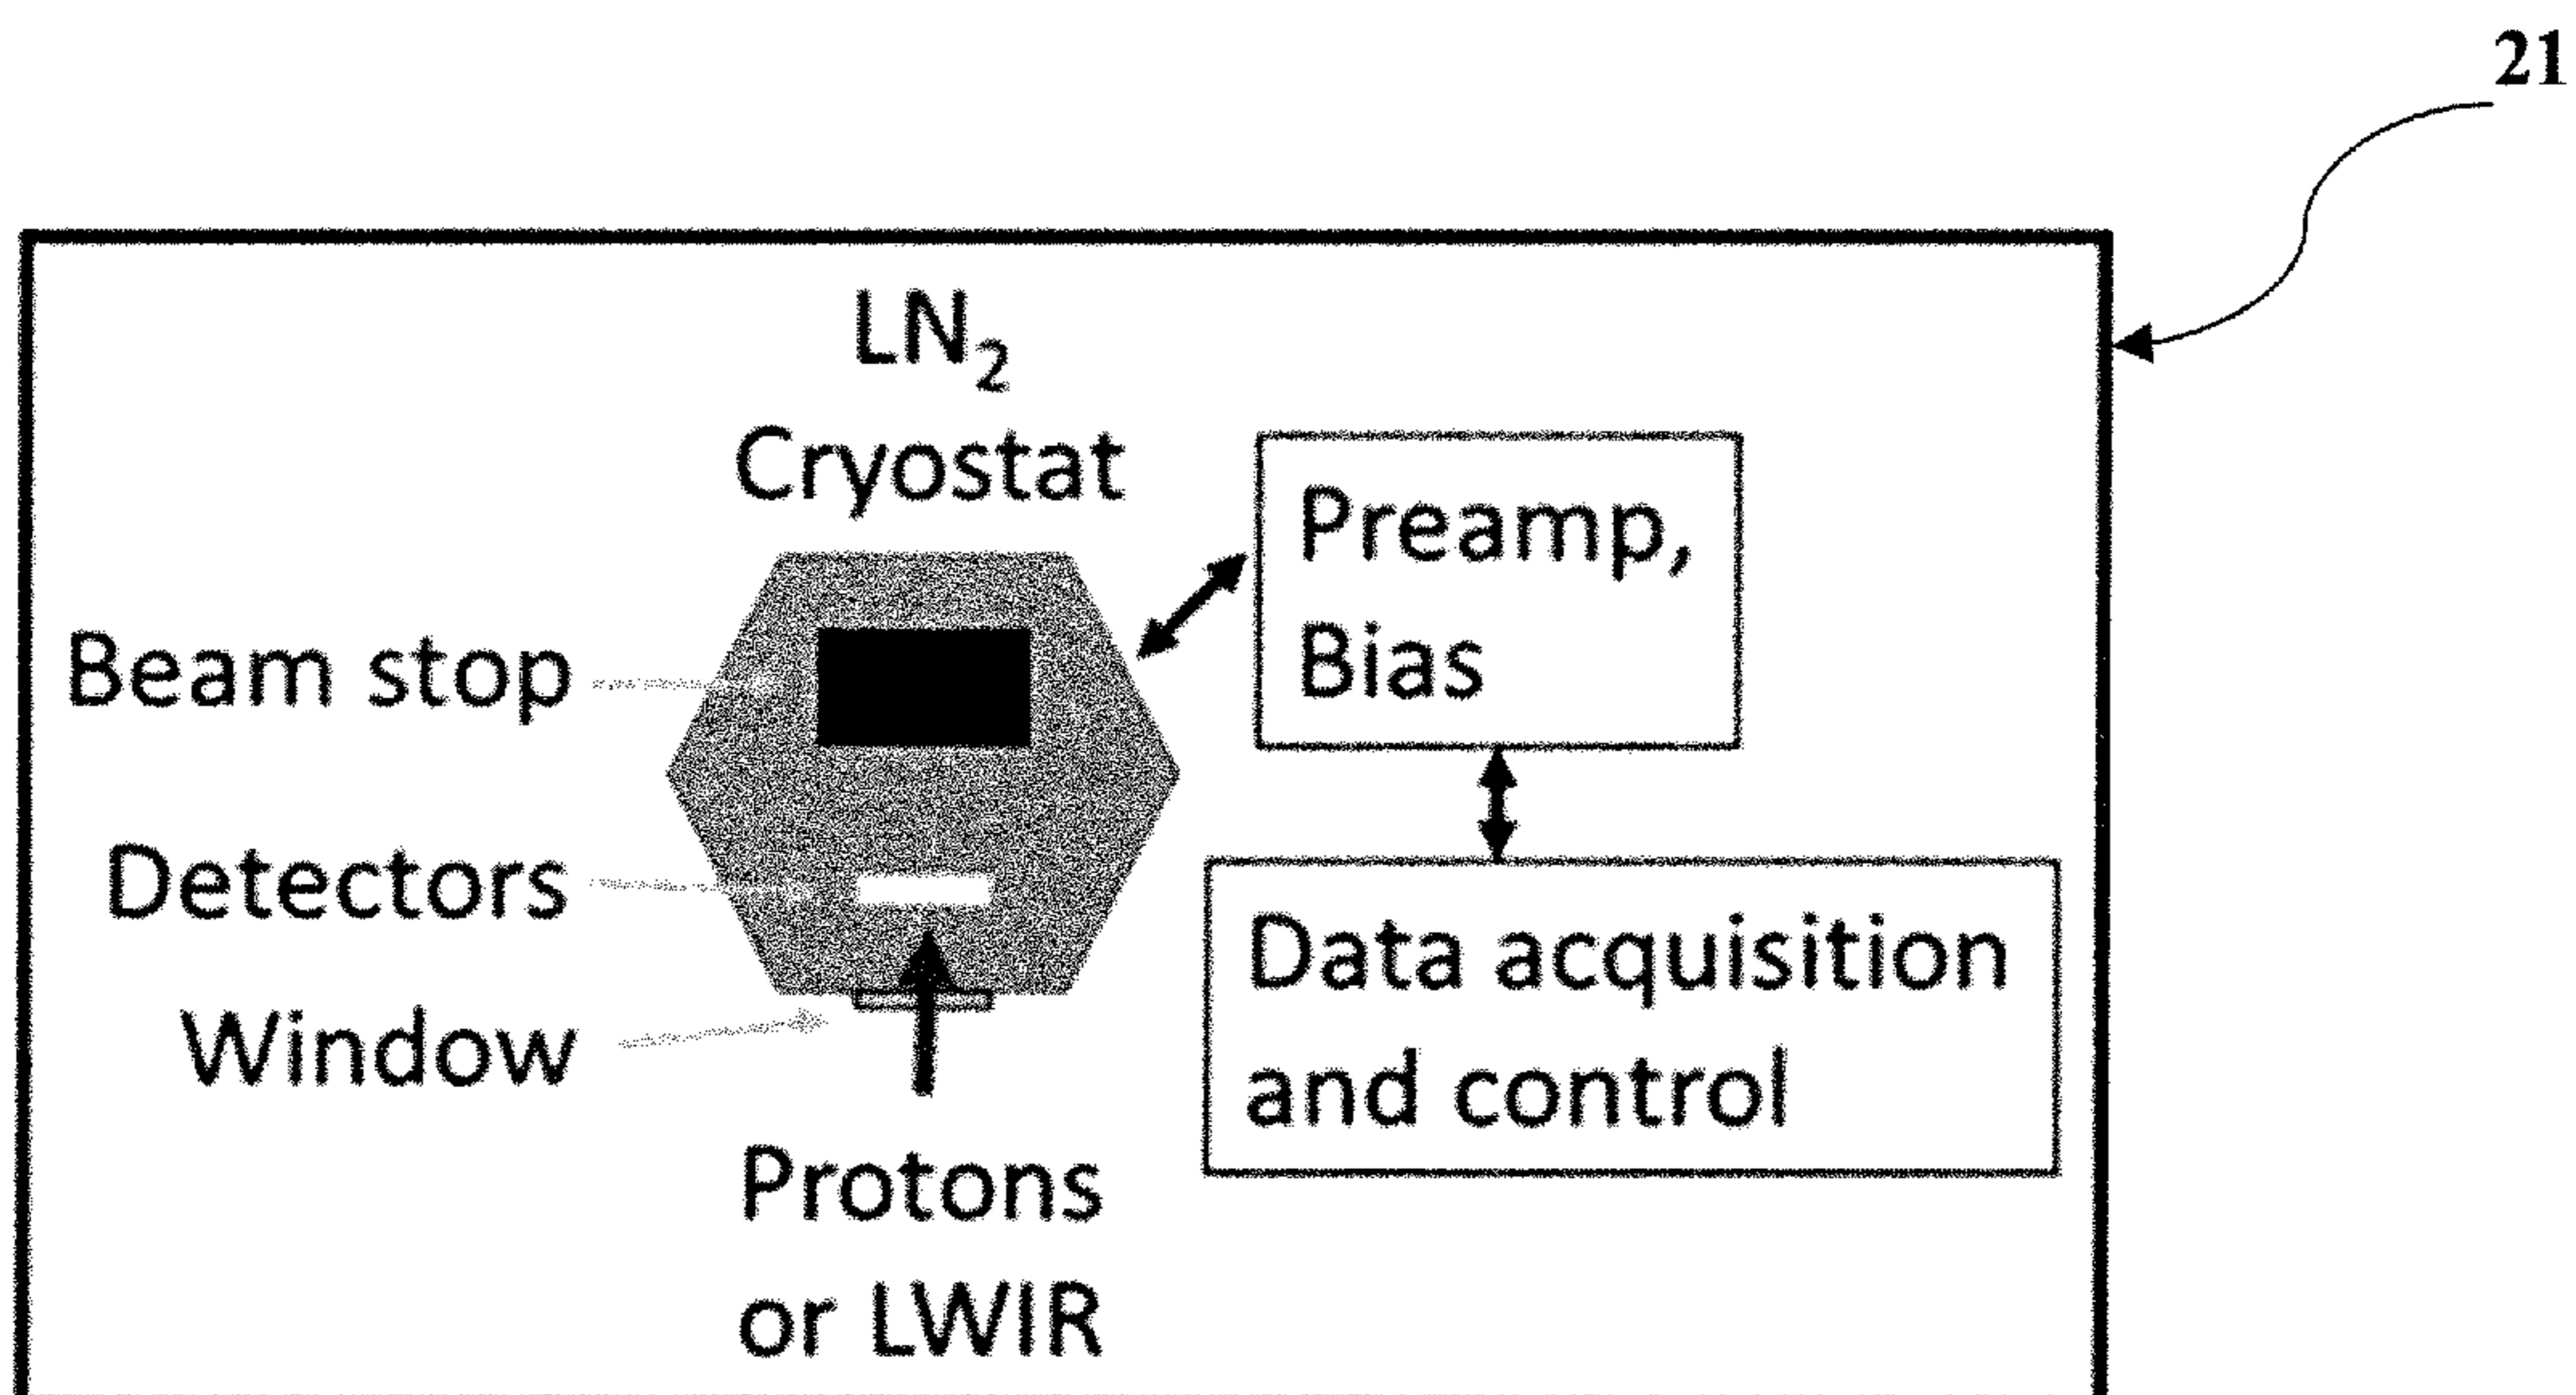 21
LN₂
Cryostat
Preamp,
Bias
Beam stop
Detectors
Data acquisition
and control
Window
Protons
or LWIR